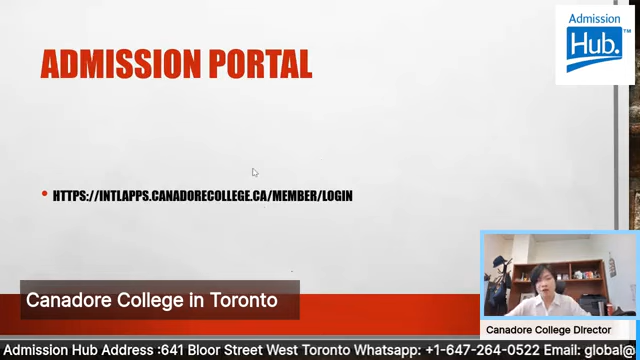 Admission
Hub.™
ADMISSION PORTAL
• HTTPS://INTLAPPS.CANADORECOLLEGE.CA/MEMBER/LOGIN
Canadore College in Toronto
Canadore College Director
Admission Hub Address :641 Bloor Street West Toronto Whatsapp: +1-647-264-0522 Email: global@